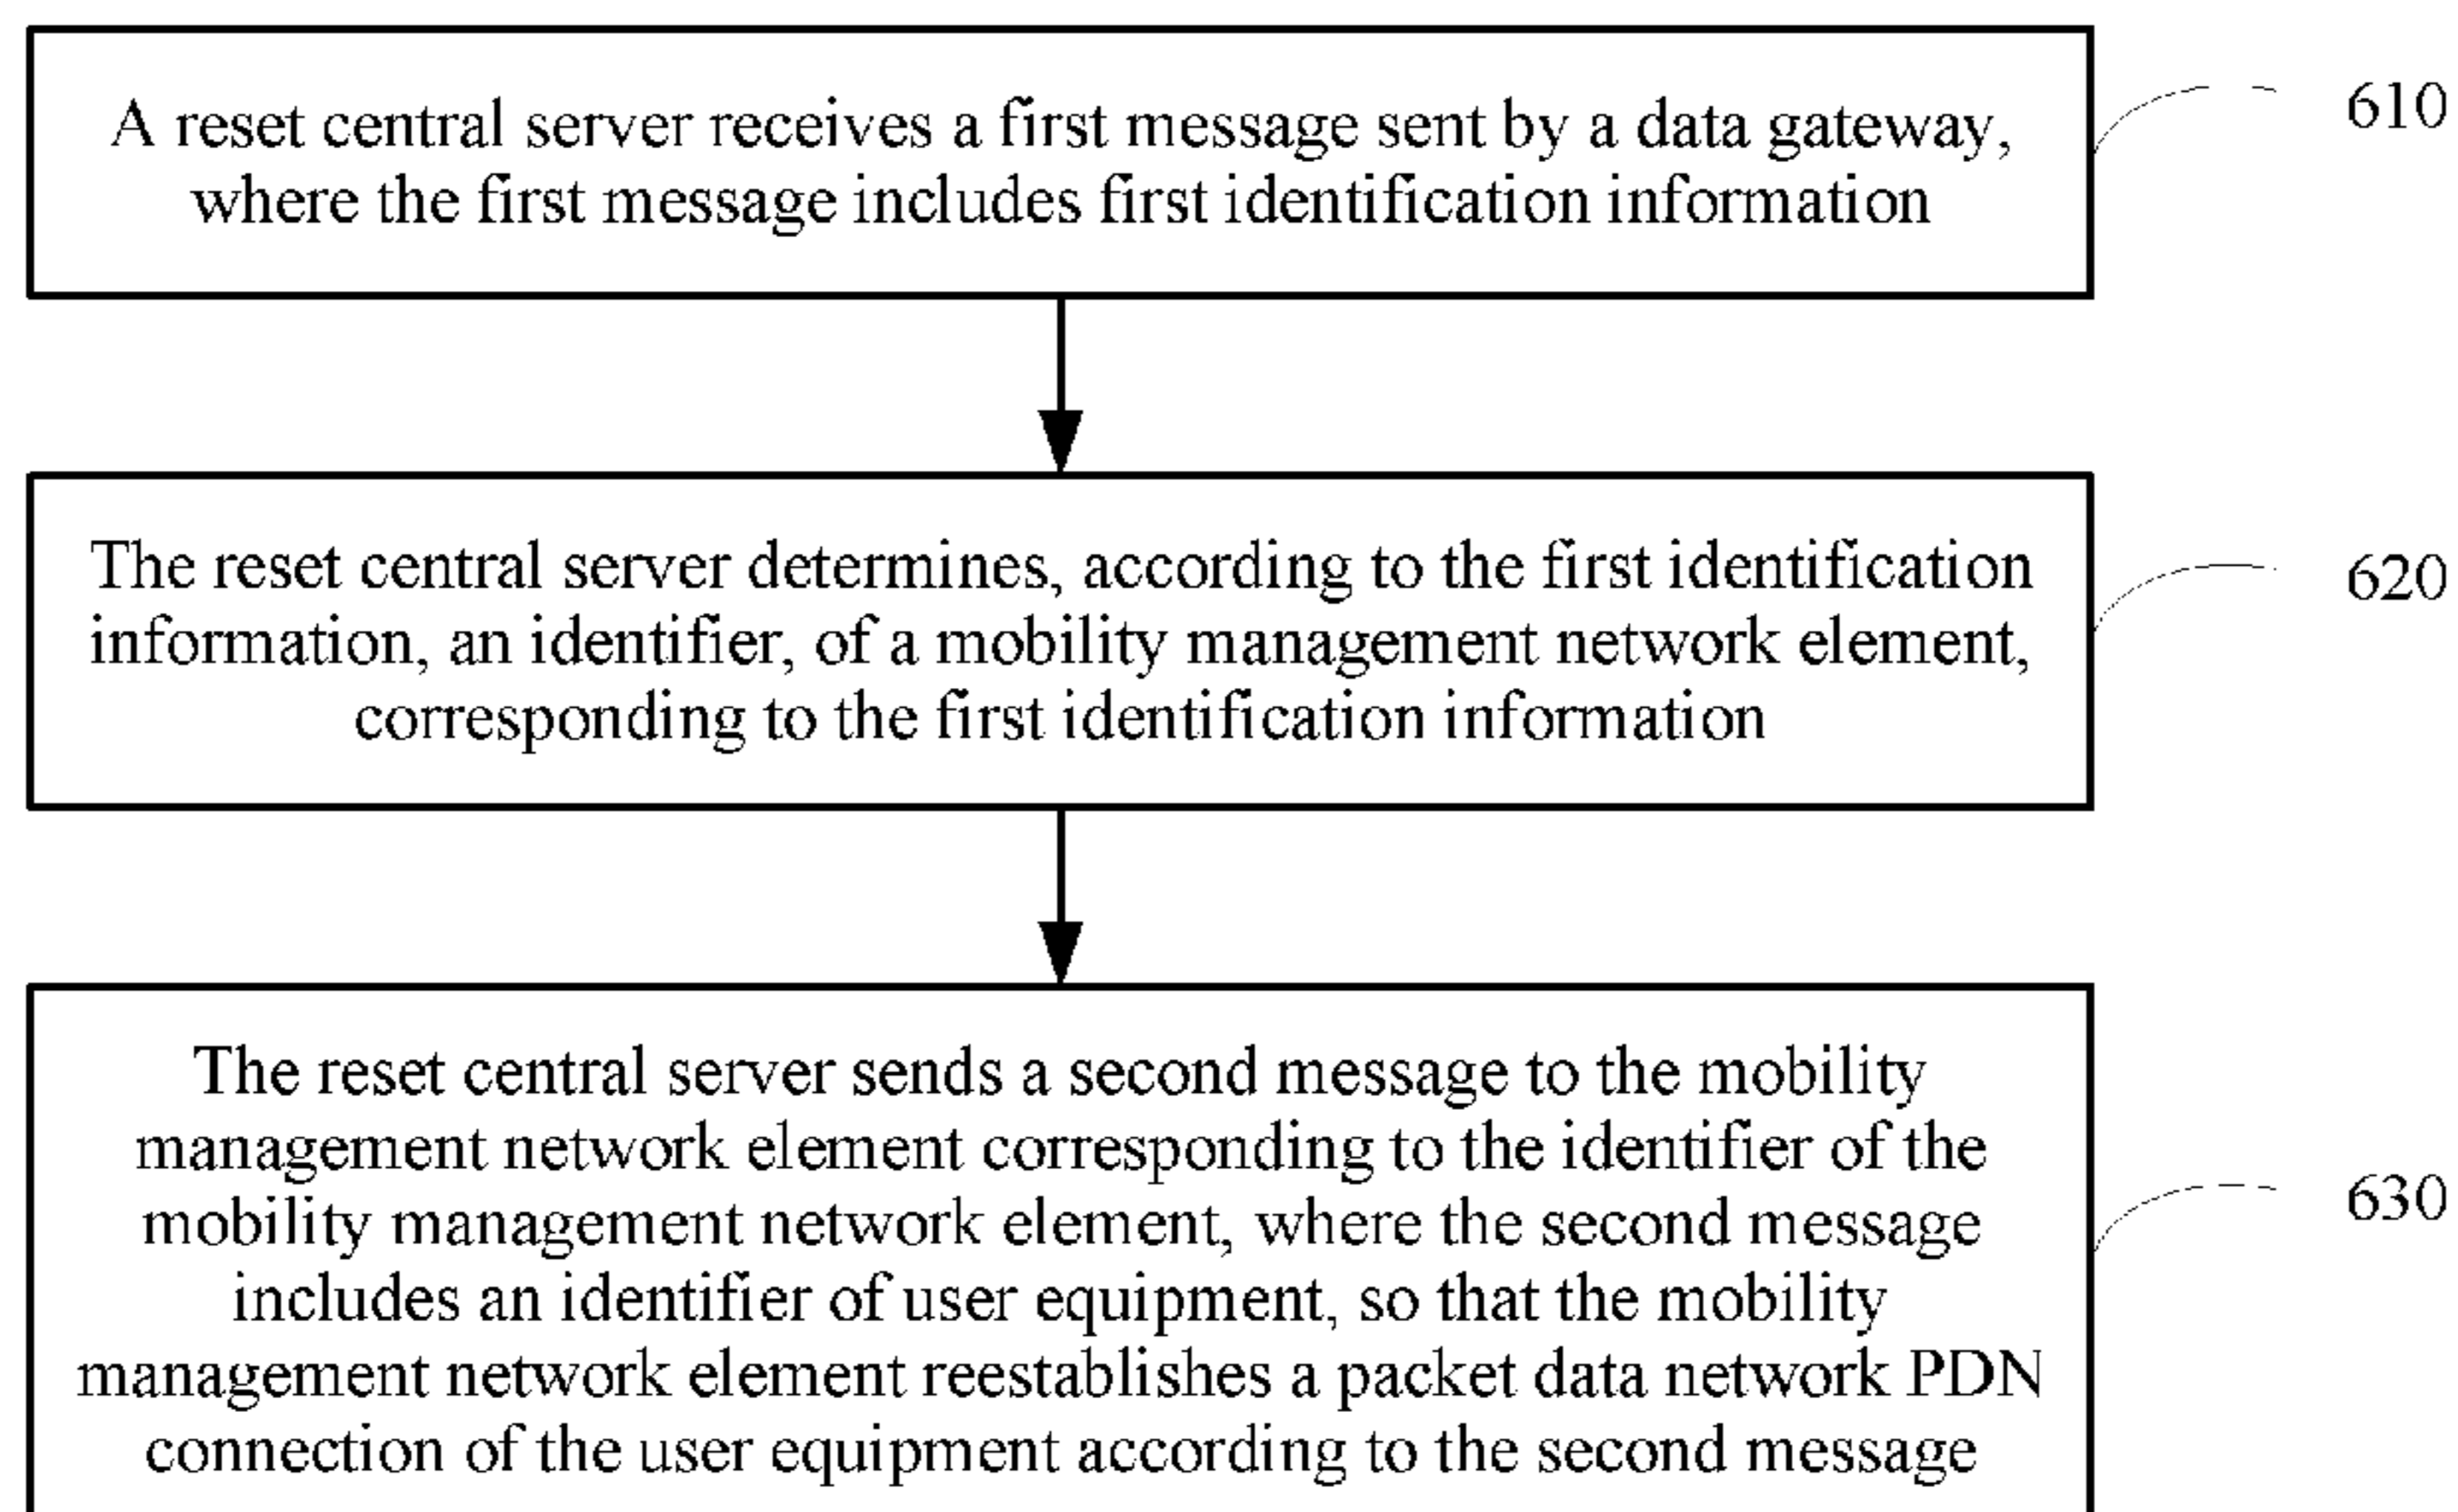 A reset central server receives a first message sent by a data gateway,
where the first message includes first identification information
610
The reset central server determines, according to the first identification
information, an identifier, of a mobility management network element,
corresponding to the first identification information
620
The reset central server sends a second message to the mobility
management network element corresponding to the identifier of the
mobility management network element, where the second message
includes an identifier of user equipment, so that the mobility
management network element reestablishes a packet data network PDN
connection of the user equipment according to the second message
630